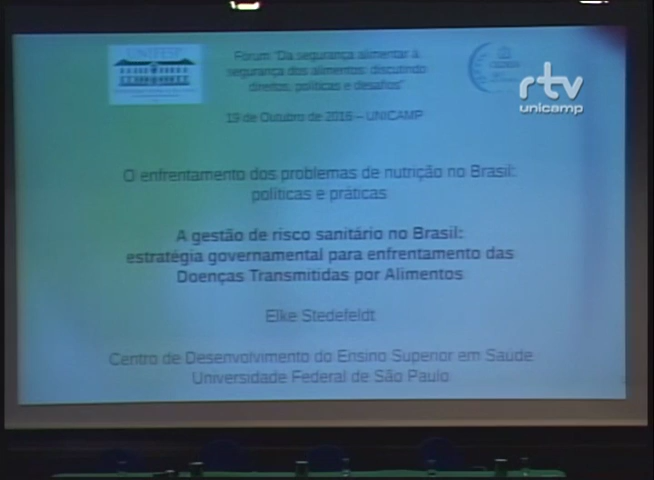 UNIFESP
Fórum "Da segurança alimentar à
segurança dos alimentos: discutindo
direitos, políticas e desafios"
19 de Outubro de 2016 – UNICAMP
rtv
unicamp
O enfrentamento dos problemas de nutrição no Brasil:
políticas e práticas
A gestão de risco sanitário no Brasil:
estratégia governamental para enfrentamento das
Doenças Transmitidas por Alimentos
Elke Stedefeldt
Centro de Desenvolvimento do Ensino Superior em Saúde
Universidade Federal de São Paulo